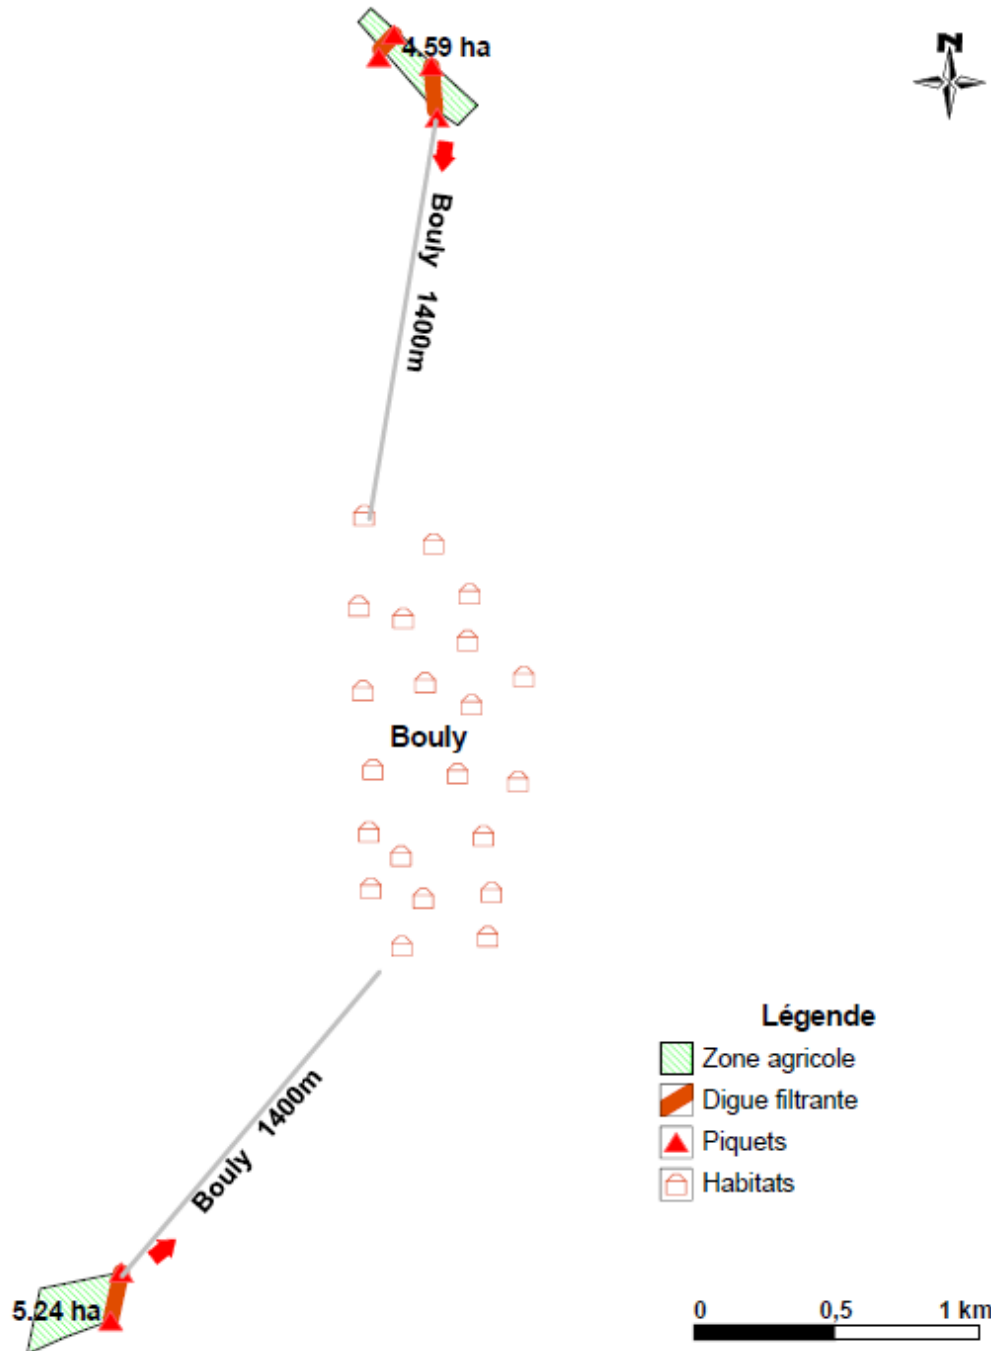 4.59 ha
N
Bouly 1400m
Bouly
Bouly 1400m
5.24 ha
Légende
Zone agricole
Digue filtrante
Piquets
Habitats
0 0,5 1 km